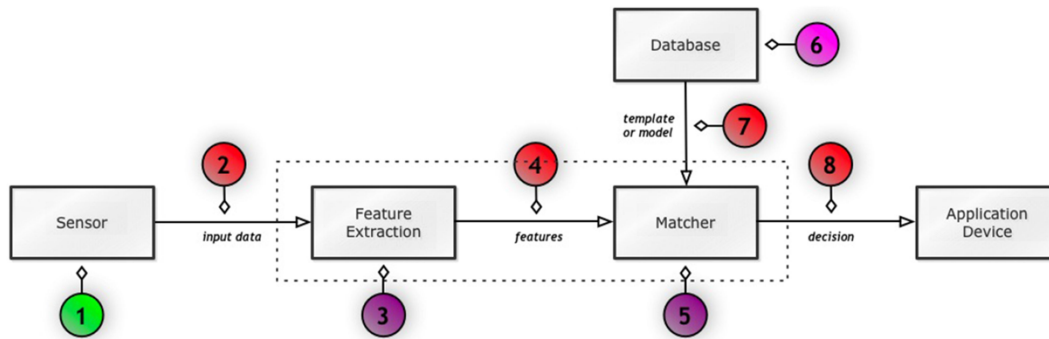 Database
6
template
or model
7
2
4
8
Sensor
Feature
Extraction
Matcher
Application
Device
input data
features
decision
1
3
5